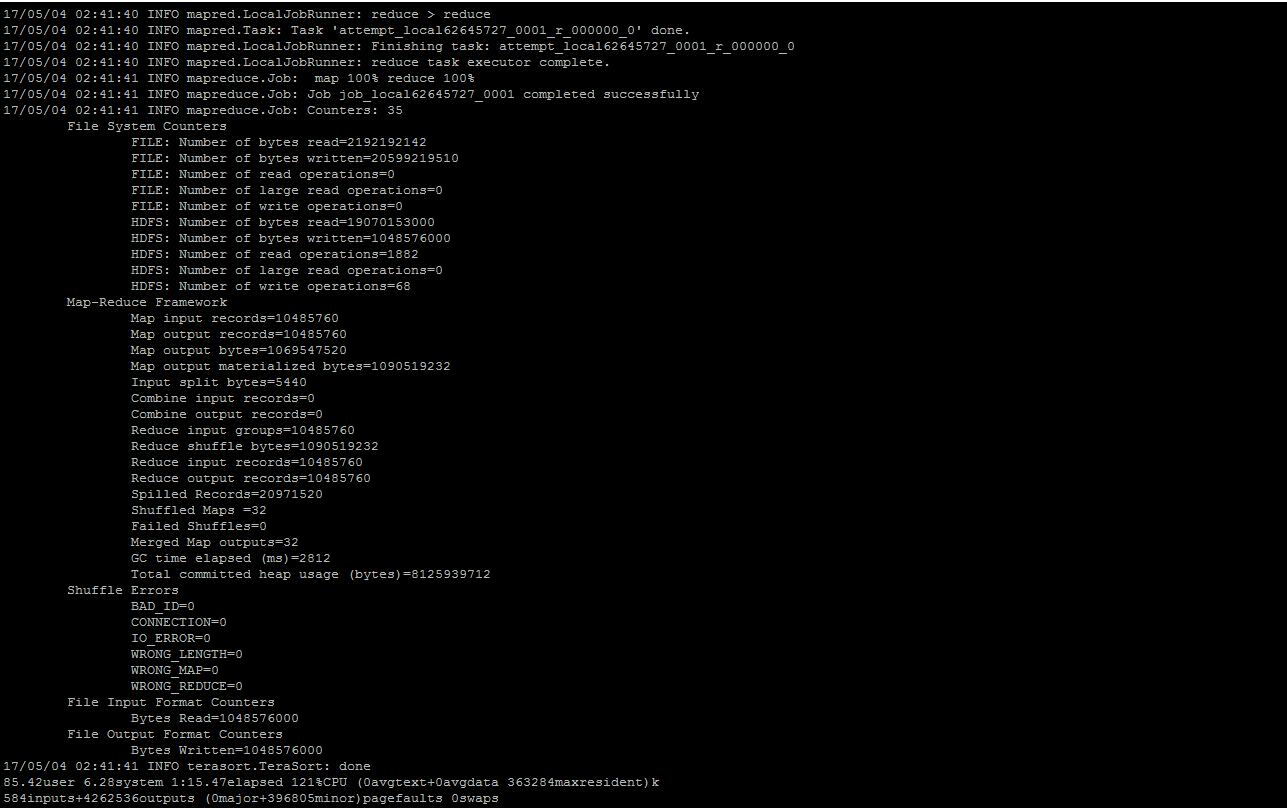 17/05/04 02:41:40 INFO mapred.LocalJobRunner: reduce > reduce
17/05/04 02:41:40 INFO mapred.Task: Task 'attempt_local62645727_0001_r_000000_0' done.
17/05/04 02:41:40 INFO mapred.LocalJobRunner: Finishing task: attempt_local62645727_0001_r_000000_0
17/05/04 02:41:40 INFO mapred.LocalJobRunner: reduce task executor complete.
17/05/04 02:41:41 INFO mapreduce.Job:  map 100% reduce 100%
17/05/04 02:41:41 INFO mapreduce.Job: Job job_local62645727_0001 completed successfully
17/05/04 02:41:41 INFO mapreduce.Job: Counters: 35
File System Counters
FILE: Number of bytes read=2192192142
FILE: Number of bytes written=20599219510
FILE: Number of read operations=0
FILE: Number of large read operations=0
FILE: Number of write operations=0
HDFS: Number of bytes read=19070153000
HDFS: Number of bytes written=1048576000
HDFS: Number of read operations=1882
HDFS: Number of large read operations=0
HDFS: Number of write operations=68
Map-Reduce Framework
Map input records=10485760
Map output records=10485760
Map output bytes=1069547520
Map output materialized bytes=1090519232
Input split bytes=5440
Combine input records=0
Combine output records=0
Reduce input groups=10485760
Reduce shuffle bytes=1090519232
Reduce input records=10485760
Reduce output records=10485760
Spilled Records=20971520
Shuffled Maps =32
Failed Shuffles=0
Merged Map outputs=32
GC time elapsed (ms)=2812
Total committed heap usage (bytes)=8125939712
Shuffle Errors
BAD_ID=0
CONNECTION=0
IO_ERROR=0
WRONG_LENGTH=0
WRONG_MAP=0
WRONG_REDUCE=0
File Input Format Counters
Bytes Read=1048576000
File Output Format Counters
Bytes Written=1048576000
17/05/04 02:41:41 INFO terasort.TeraSort: done
85.42user 6.28system 1:15.47elapsed 121%CPU (0avgtext+0avgdata 363284maxresident)k
584inputs+4262536outputs (0major+396805minor)pagefaults 0swaps